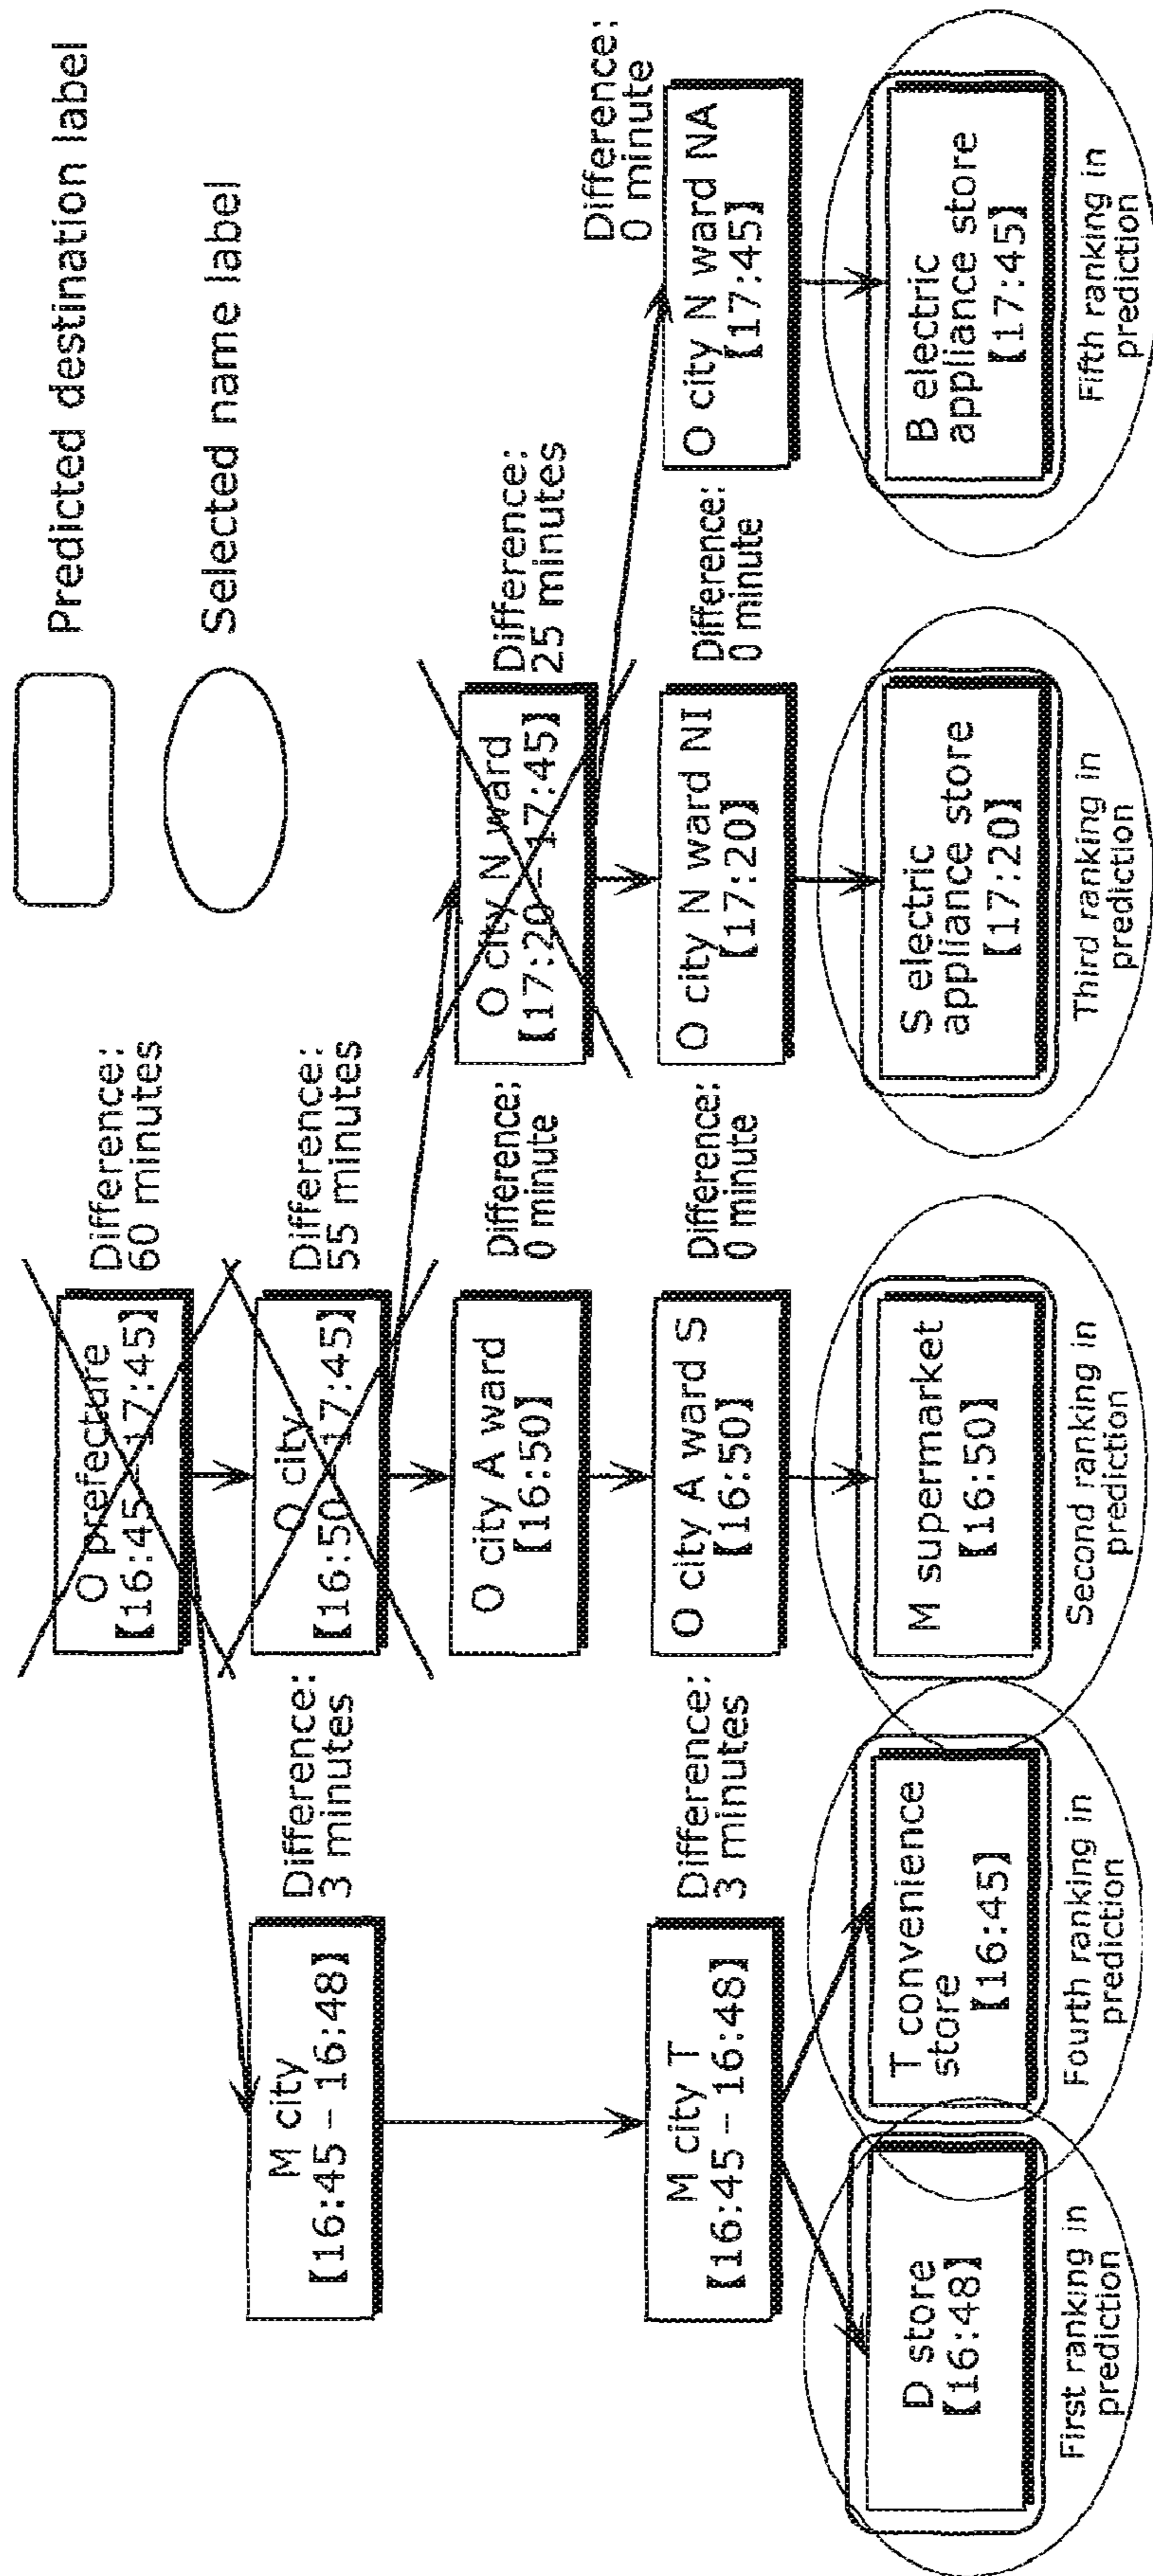 Predicted destination label
Selected name label
O prefecture
【16:45-17:45】
Difference:
60 minutes
M city
【16:45-16:48】
Difference:
3 minutes
O city
【16:50-17:45】
Difference:
55 minutes
O city A ward
【16:50】
Difference:
0 minute
O city N ward
【17:20-17:45】
Difference:
25 minutes
M city T
【16:45-16:48】
Difference:
3 minutes
O city A ward S
【16:50】
Difference:
0 minute
O city N ward NI
【17:20】
Difference:
0 minute
O city N ward NA
【17:45】
Difference:
0 minute
D store
【16:48】
First ranking in
prediction
T convenience
store
【16:45】
Fourth ranking in
prediction
M supermarket
【16:50】
Second ranking in
prediction
S electric
appliance store
【17:20】
Third ranking in
prediction
B electric
appliance store
【17:45】
Fifth ranking in
prediction